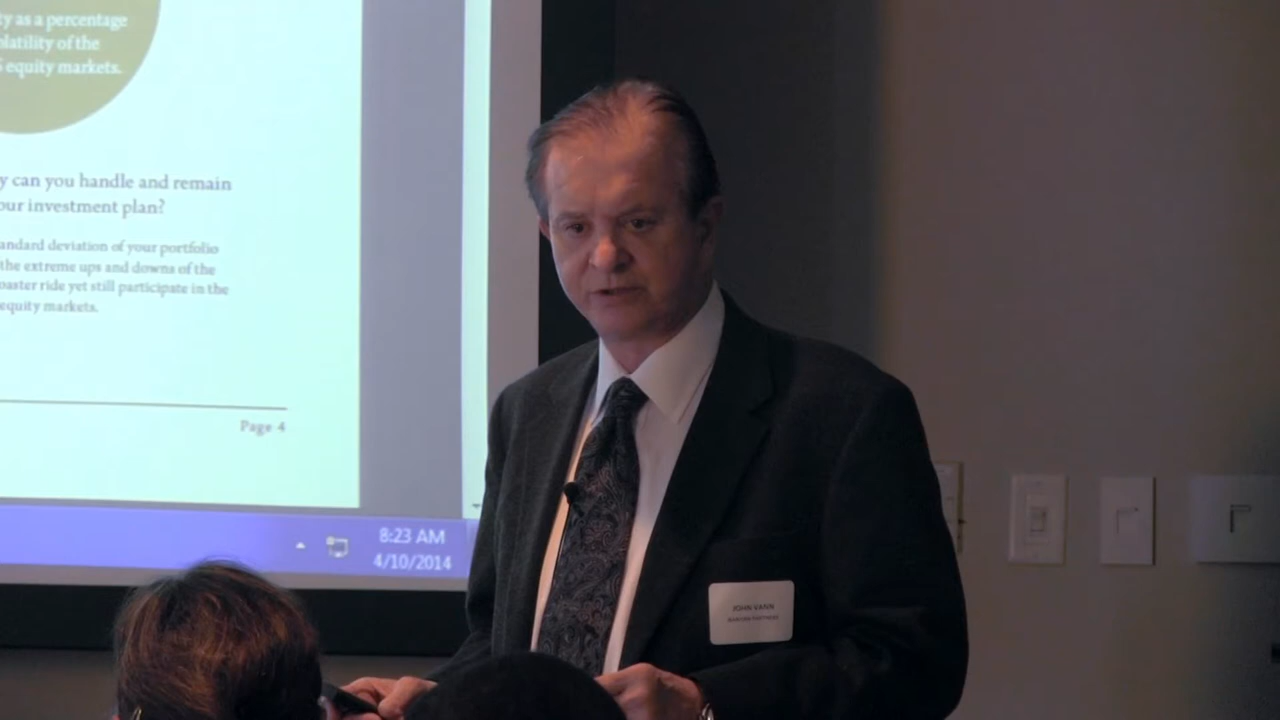 ty as a percentage
olatility of the
equity markets.
y can you handle and remain
our investment plan?
andard deviation of your portfolio
the extreme ups and downs of the
oaster ride yet still participate in the
equity markets.
Page 4
8:23 AM
4/10/2014
JOHN VANN